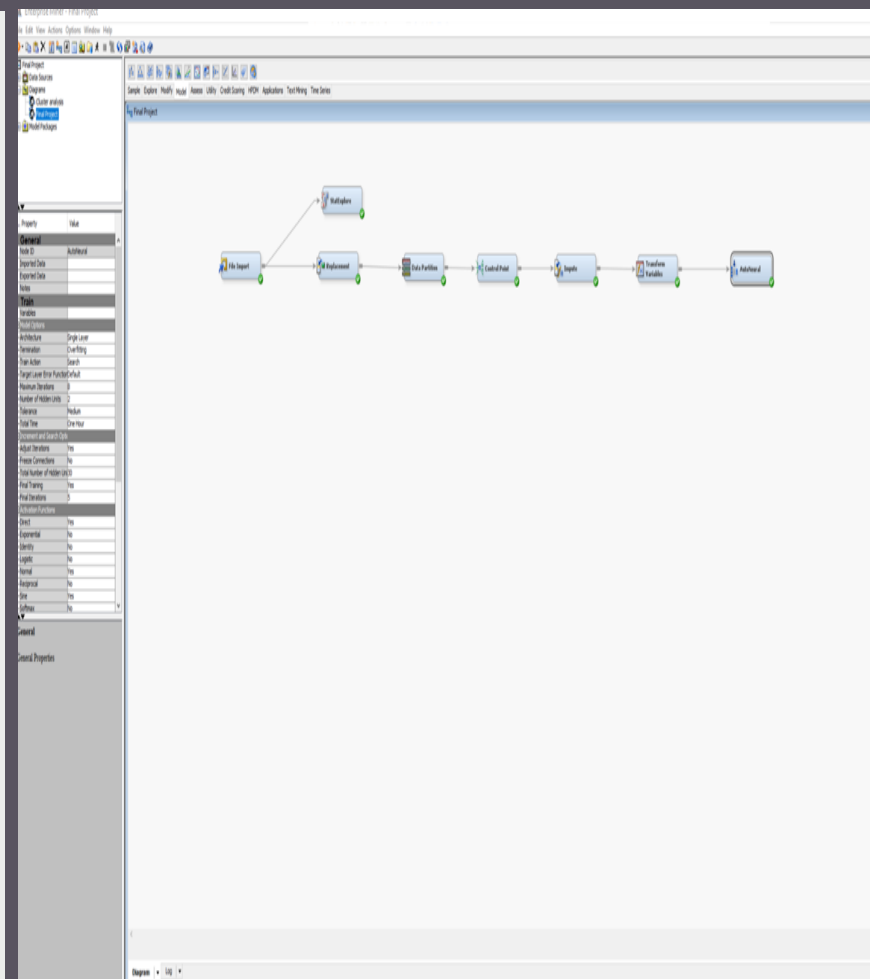 Enterprise Miner - Final Project
File Edit View Actions Options Window Help
Final Project
Data Sources
Diagrams
Cluster analysis
Final Project
Model Packages
Sample Explore Modify Model Assess Utility Credit Scoring HPDM Applications Text Mining Time Series
Final Project
Property Value
General
Node ID AutoNeural
Imported Data
Exported Data
Notes
Train
Variables
Model Options
Architecture Single Layer
Termination Overfitting
Train Action Search
Target Layer Error Function Default
Maximum Iterations 8
Number of Hidden Units 2
Tolerance Medium
Total Time One Hour
Increment and Search Optio
Adjust Iterations Yes
Freeze Connections No
Total Number of Hidden Uni 30
Final Training Yes
Final Iterations 5
Activation Functions
Direct Yes
Exponential No
Identity No
Logistic No
Normal Yes
Reciprocal No
Sine Yes
Softmax No
General
General Properties
StatExplore
File Import
Replacement
Data Partition
Control Point
Impute
Transform
Variables
AutoNeural
Diagram Log